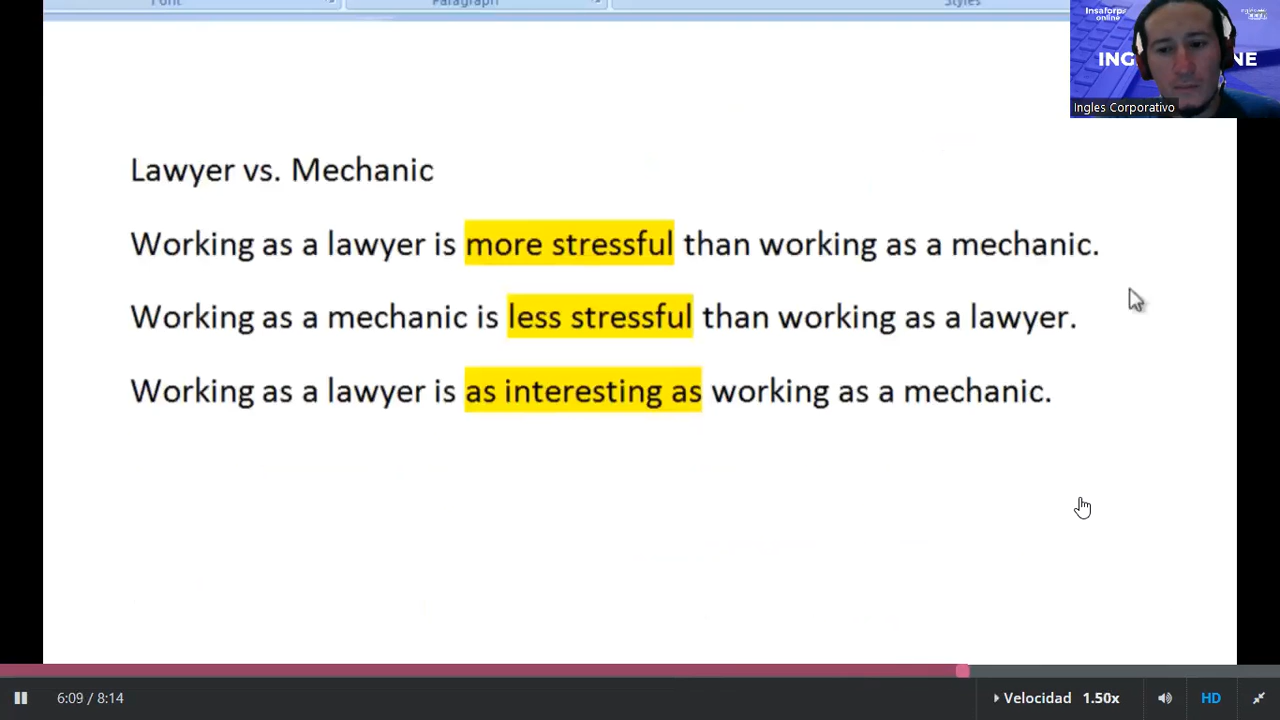 Font
Paragraph
Styles
Insaforp
online
Ingles Corporativo
Lawyer vs. Mechanic
Working as a lawyer is more stressful than working as a mechanic.
Working as a mechanic is less stressful than working as a lawyer.
Working as a lawyer is as interesting as working as a mechanic.
6:09 / 8:14
Velocidad 1.50x
HD